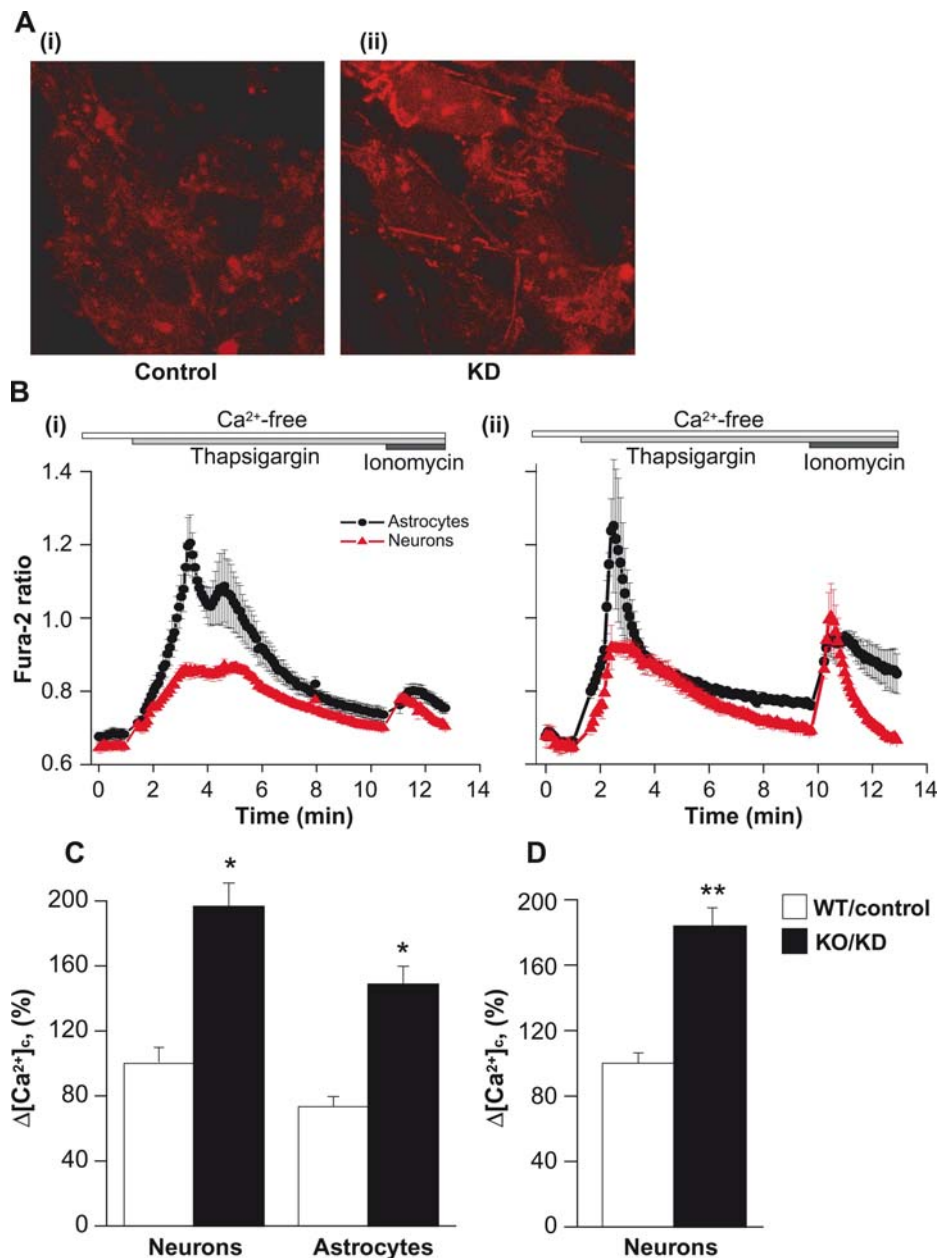 A
(i) (ii)
Control KD
B
(i) Ca²⁺-free (ii) Ca²⁺-free
Thapsigargin Thapsigargin
Ionomycin Ionomycin
1.4
Astrocytes
Neurons
1.2
1.0
0.8
0.6
Fura-2 ratio
0 2 4 6 8 10 12 14 0 2 4 6 8 10 12 14
Time (min) Time (min)
C D
* * **
WT/control
KO/KD
200 200
160 160
120 120
80 80
40 40
0 0
Δ[Ca²⁺]c, (%) Δ[Ca²⁺]c, (%)
Neurons Astrocytes Neurons